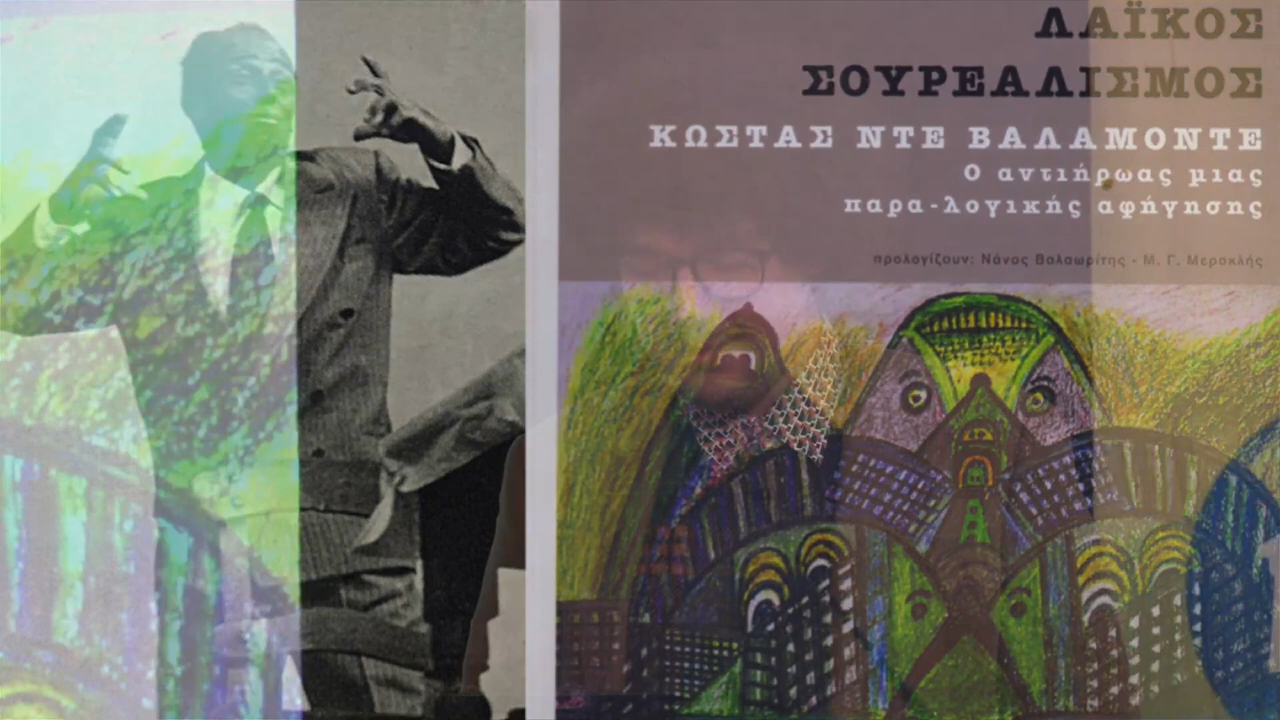 ΛΑΪΚΟΣ
ΣΟΥΡΕΑΛΙΣΜΟΣ
ΚΩΣΤΑΣ ΝΤΕ ΒΑΛΑΜΟΝΤΕ
Ο αντιήρωας μιας
παρα-λογικής αφήγησης
προλογίζουν: Νάνος Βαλαωρίτης - Μ. Γ. Μερακλής